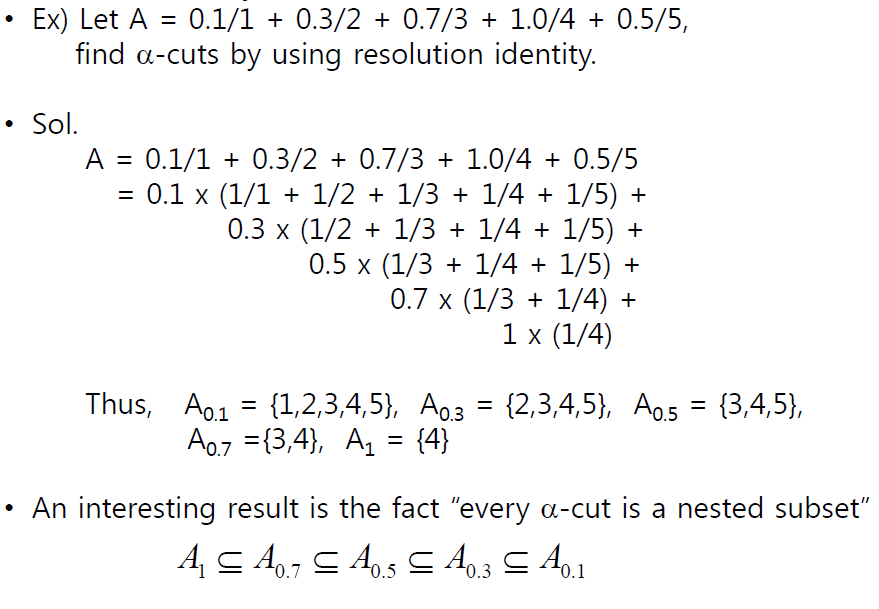 • Ex) Let A = 0.1/1 + 0.3/2 + 0.7/3 + 1.0/4 + 0.5/5,
find α-cuts by using resolution identity.
• Sol.
A = 0.1/1 + 0.3/2 + 0.7/3 + 1.0/4 + 0.5/5
= 0.1 x (1/1 + 1/2 + 1/3 + 1/4 + 1/5) +
0.3 x (1/2 + 1/3 + 1/4 + 1/5) +
0.5 x (1/3 + 1/4 + 1/5) +
0.7 x (1/3 + 1/4) +
1 x (1/4)
Thus, A₀.₁ = {1,2,3,4,5}, A₀.₃ = {2,3,4,5}, A₀.₅ = {3,4,5},
A₀.₇ ={3,4}, A₁ = {4}
• An interesting result is the fact “every α-cut is a nested subset”
A₁ ⊆ A₀.₇ ⊆ A₀.₅ ⊆ A₀.₃ ⊆ A₀.₁